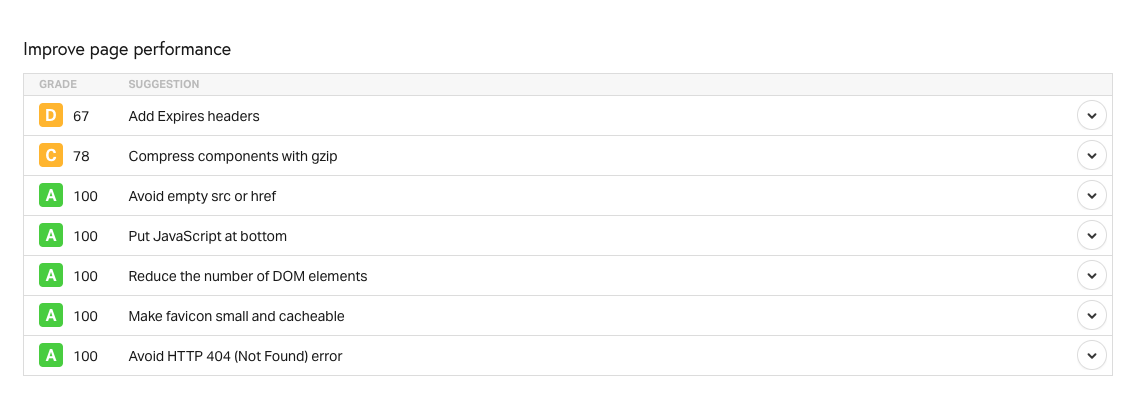 Improve page performance
GRADE SUGGESTION
D 67 Add Expires headers
C 78 Compress components with gzip
A 100 Avoid empty src or href
A 100 Put JavaScript at bottom
A 100 Reduce the number of DOM elements
A 100 Make favicon small and cacheable
A 100 Avoid HTTP 404 (Not Found) error